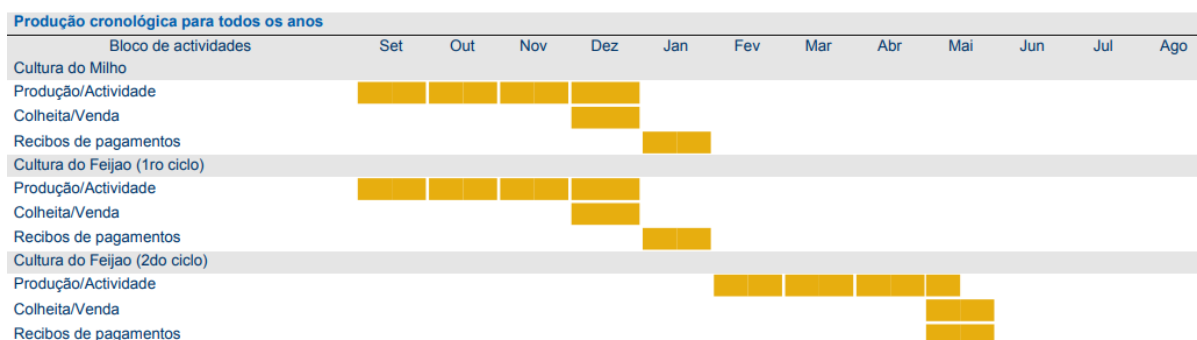 Produção cronológica para todos os anos
Bloco de actividades Set Out Nov Dez Jan Fev Mar Abr Mai Jun Jul Ago
Cultura do Milho
Produção/Actividade
Colheita/Venda
Recibos de pagamentos
Cultura do Feijao (1ro ciclo)
Produção/Actividade
Colheita/Venda
Recibos de pagamentos
Cultura do Feijao (2do ciclo)
Produção/Actividade
Colheita/Venda
Recibos de pagamentos